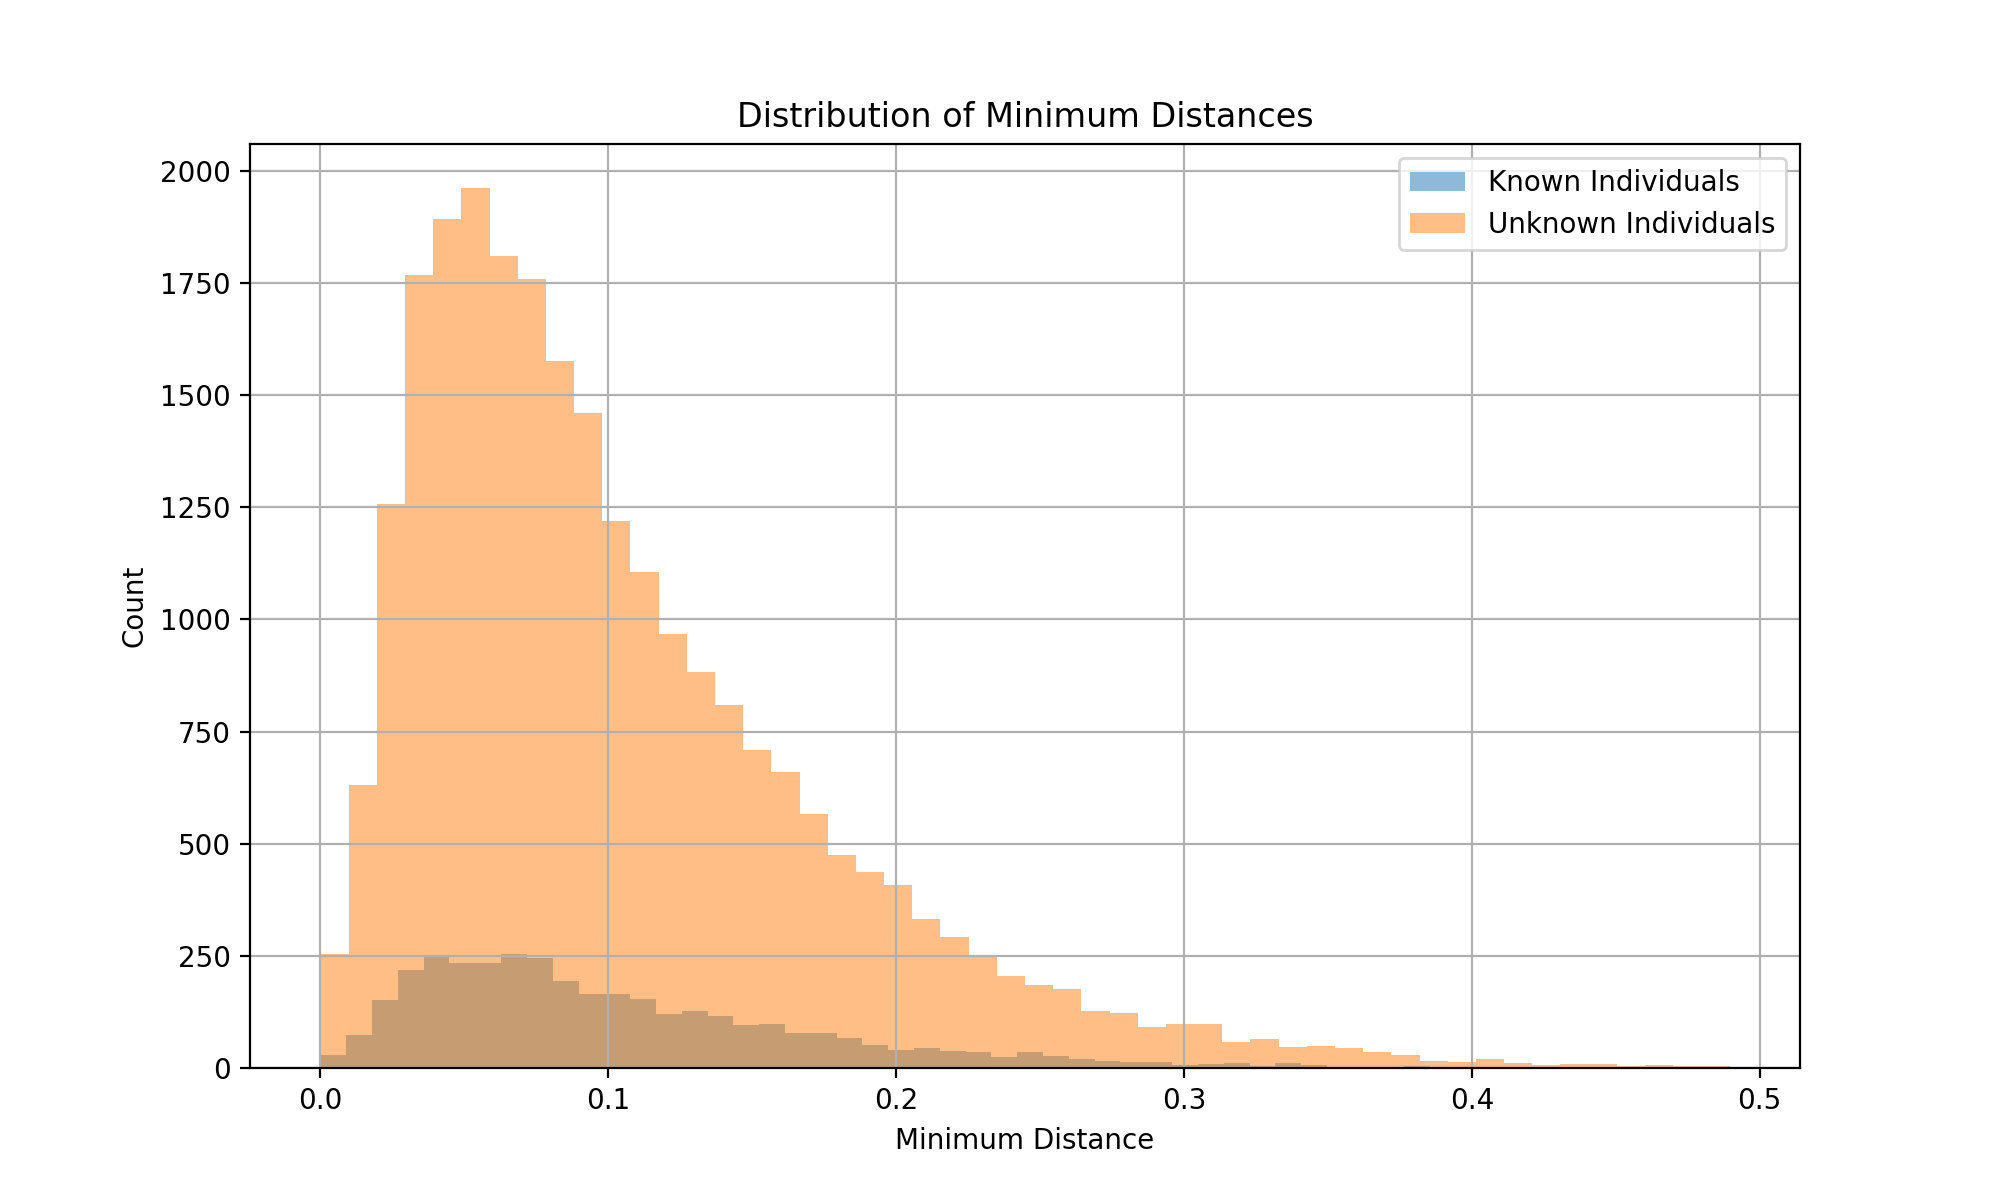 Distribution of Minimum Distances
Known Individuals
Unknown Individuals
2000
1750
1500
1250
1000
750
500
250
0
Count
0.0 0.1 0.2 0.3 0.4 0.5
Minimum Distance